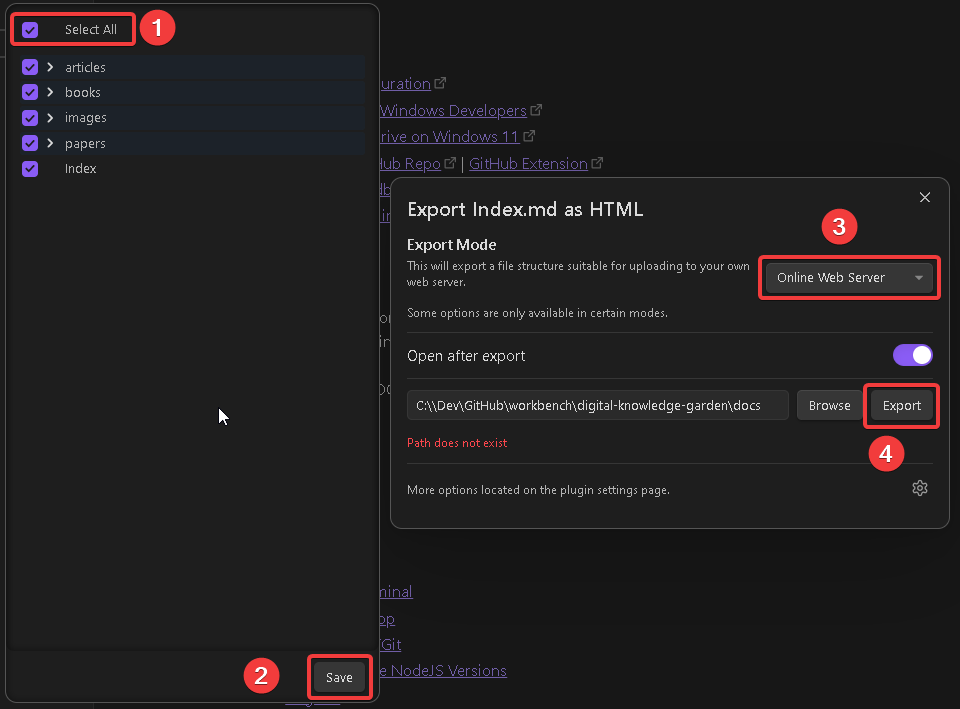 Select All
1
articles
books
images
papers
Index
2
Save
uration
Windows Developers
rive on Windows 11
Hub Repo | GitHub Extension
Export Index.md as HTML
3
Export Mode
This will export a file structure suitable for uploading to your own
web server.
Online Web Server
Some options are only available in certain modes.
Open after export
C:\\Dev\GitHub\workbench\digital-knowledge-garden\docs
Browse
Export
Path does not exist
4
More options located on the plugin settings page.
minal
op
Git
e NodeJS Versions